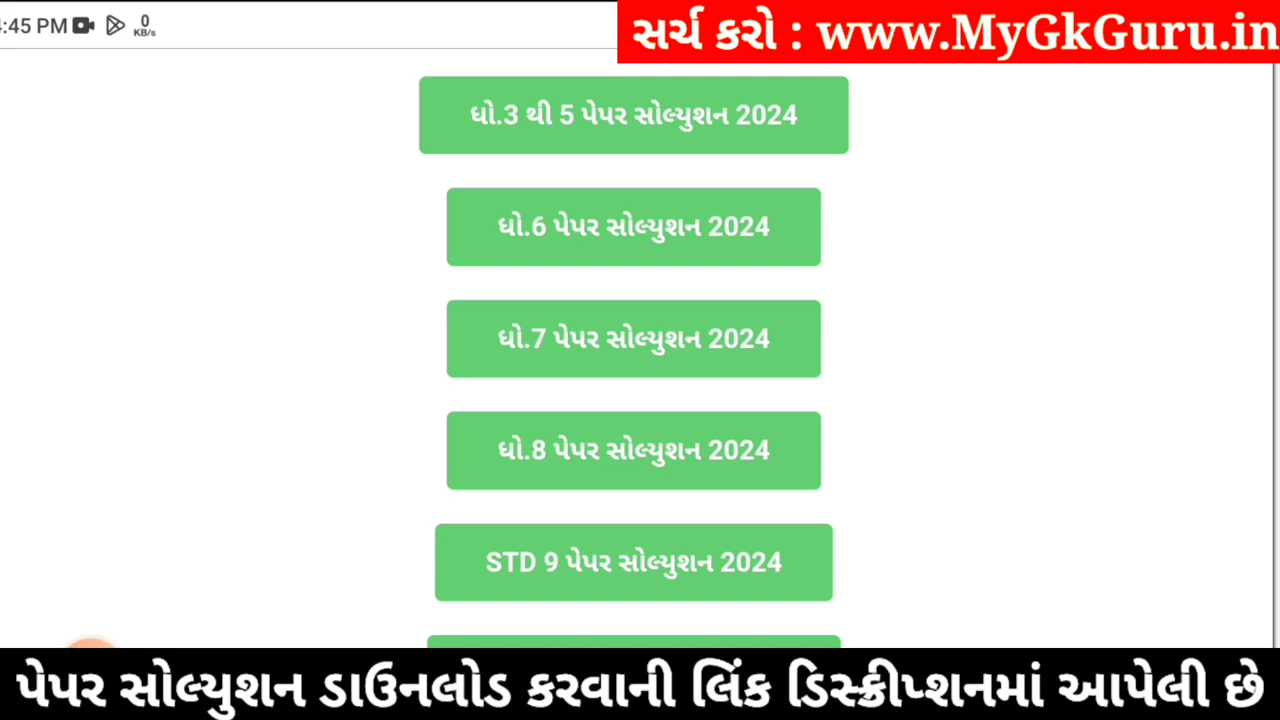 :45 PM 0 KB/s
સર્ચ કરો : www.MyGkGuru.in
ધો.3 થી 5 પેપર સોલ્યુશન 2024
ધો.6 પેપર સોલ્યુશન 2024
ધો.7 પેપર સોલ્યુશન 2024
ધો.8 પેપર સોલ્યુશન 2024
STD 9 પેપર સોલ્યુશન 2024
પેપર સોલ્યુશન ડાઉનલોડ કરવાની લિંક ડિસ્ક્રીપ્શનમાં આપેલી છે